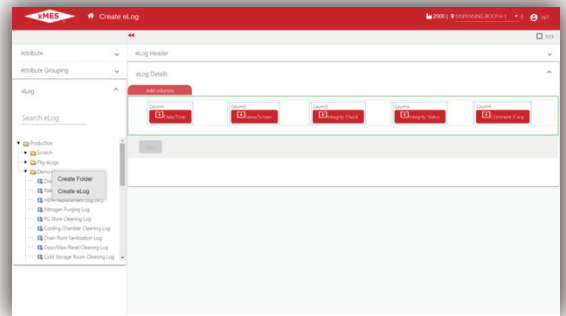 xMES
Create eLog
2000 | DISPENSING BOOTH-1
lock
Attribute
Attribute Grouping
eLog
Search eLog
Production
Scratch
Pkg eLogs
Create Folder
Create eLog
Nitrogen Purging Log
FG Store Cleaning Log
Cooling Chamber Cleaning Log
Drain Point Sanitization Log
Door/View Panel Cleaning Log
Cold Storage Room Cleaning Log
eLog Header
eLog Details
Add columns
Date/Time
Sieve/Screen
Integrity Check
Integrity Status
Comment if any